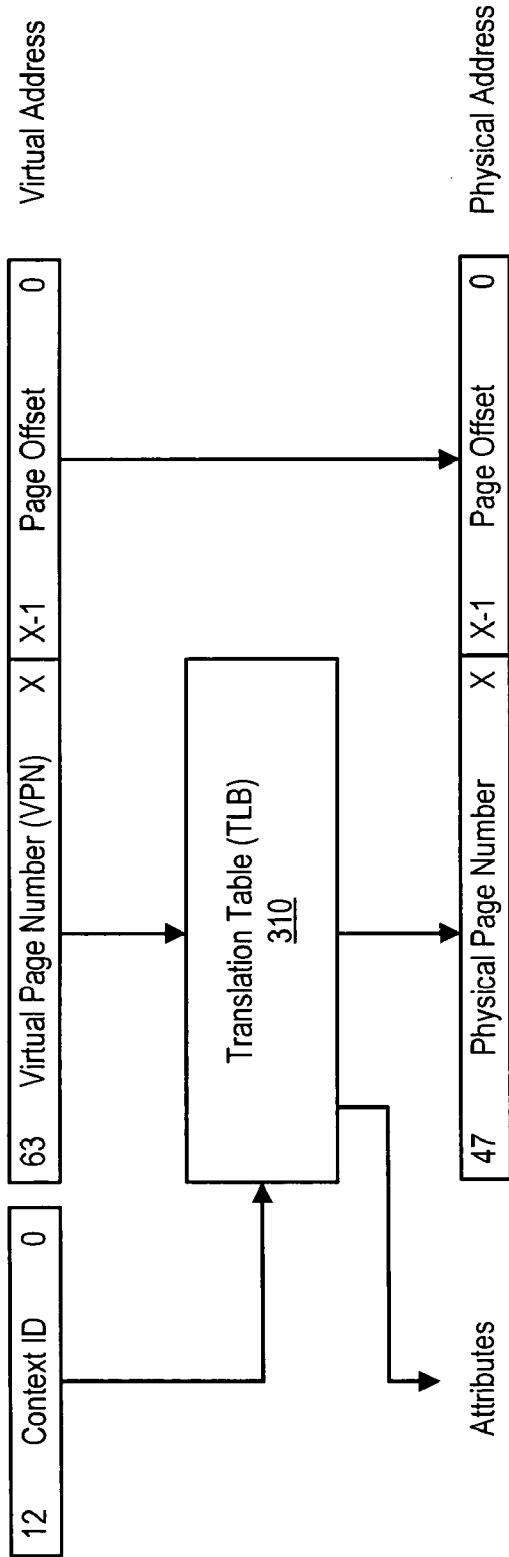 12 Context ID 0
63 Virtual Page Number (VPN) X
X-1 Page Offset 0
Virtual Address
Translation Table (TLB)
310
Attributes
47 Physical Page Number X
X-1 Page Offset 0
Physical Address